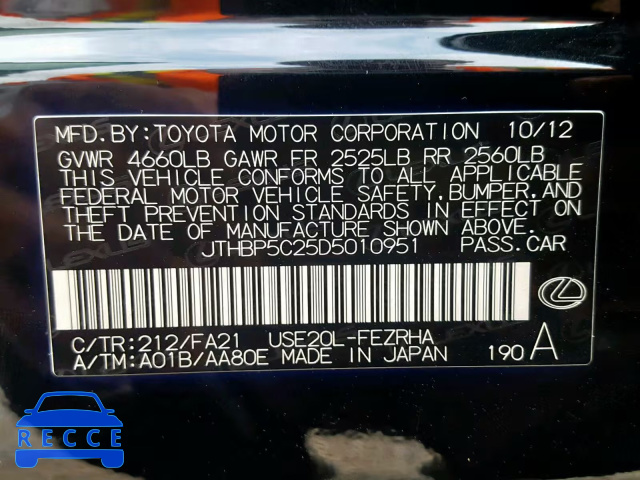 MFD.BY:TOYOTA MOTOR CORPORATION 10/12
GVWR 4660LB GAWR FR 2525LB RR 2560LB
THIS VEHICLE CONFORMS TO ALL APPLICABLE
FEDERAL MOTOR VEHICLE SAFETY,BUMPER,AND
THEFT PREVENTION STANDARDS IN EFFECT ON
THE DATE OF MANUFACTURE SHOWN ABOVE.
JTHBP5C25D5010951 PASS.CAR
C/TR:212/FA21 USE20L-FEZRHA
A/TM:A01B/AA80E MADE IN JAPAN 190 A
RECCE